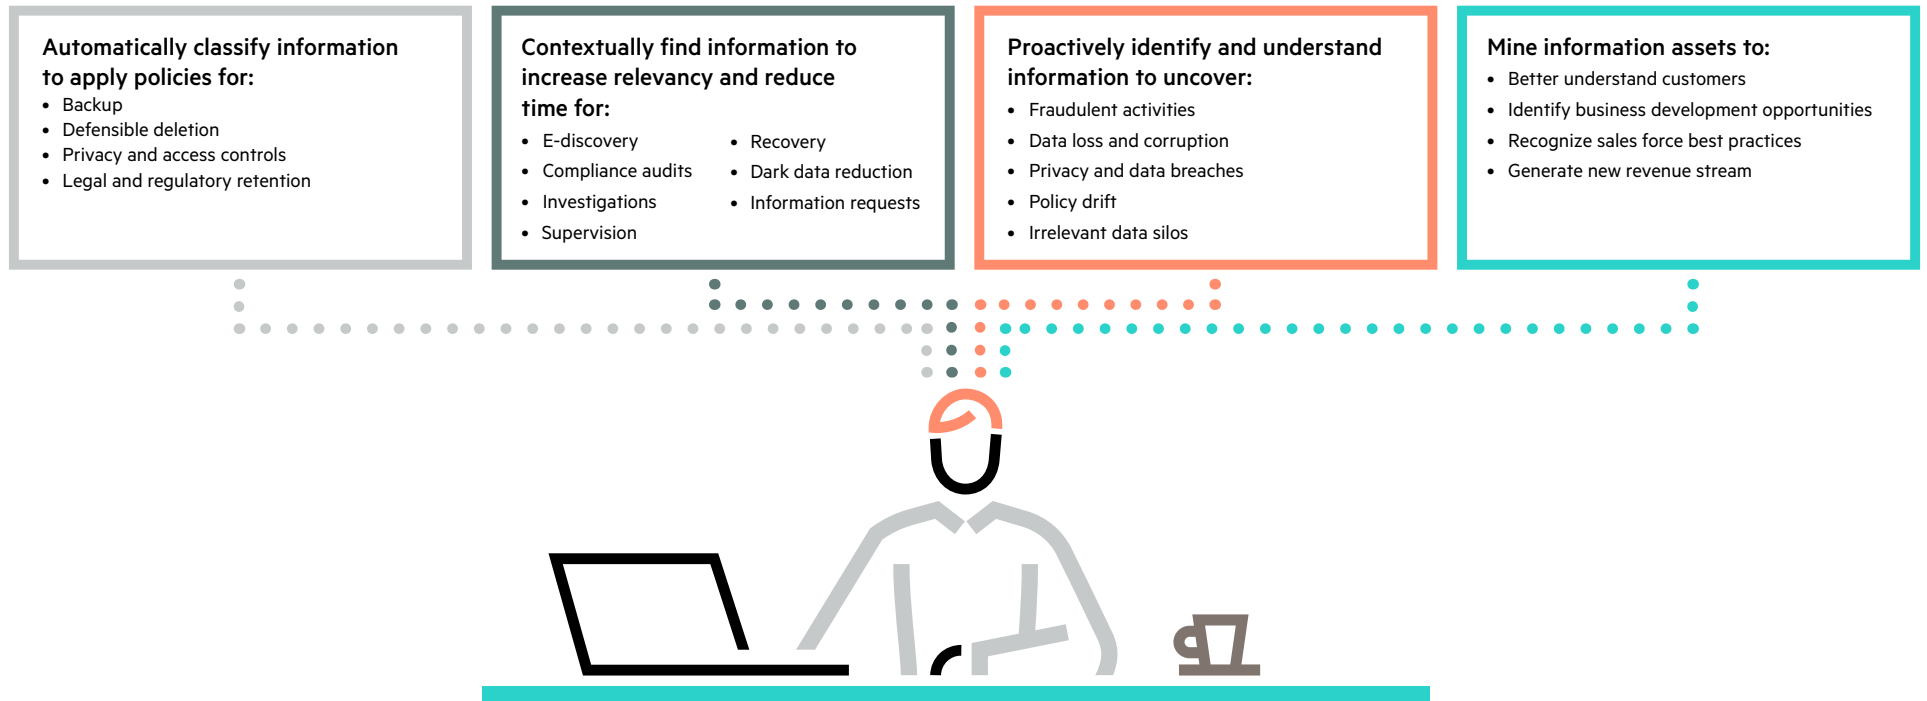 Automatically classify information
to apply policies for:
• Backup
• Defensible deletion
• Privacy and access controls
• Legal and regulatory retention
Contextually find information to
increase relevancy and reduce
time for:
• E-discovery
• Compliance audits
• Investigations
• Supervision
• Recovery
• Dark data reduction
• Information requests
Proactively identify and understand
information to uncover:
• Fraudulent activities
• Data loss and corruption
• Privacy and data breaches
• Policy drift
• Irrelevant data silos
Mine information assets to:
• Better understand customers
• Identify business development opportunities
• Recognize sales force best practices
• Generate new revenue stream